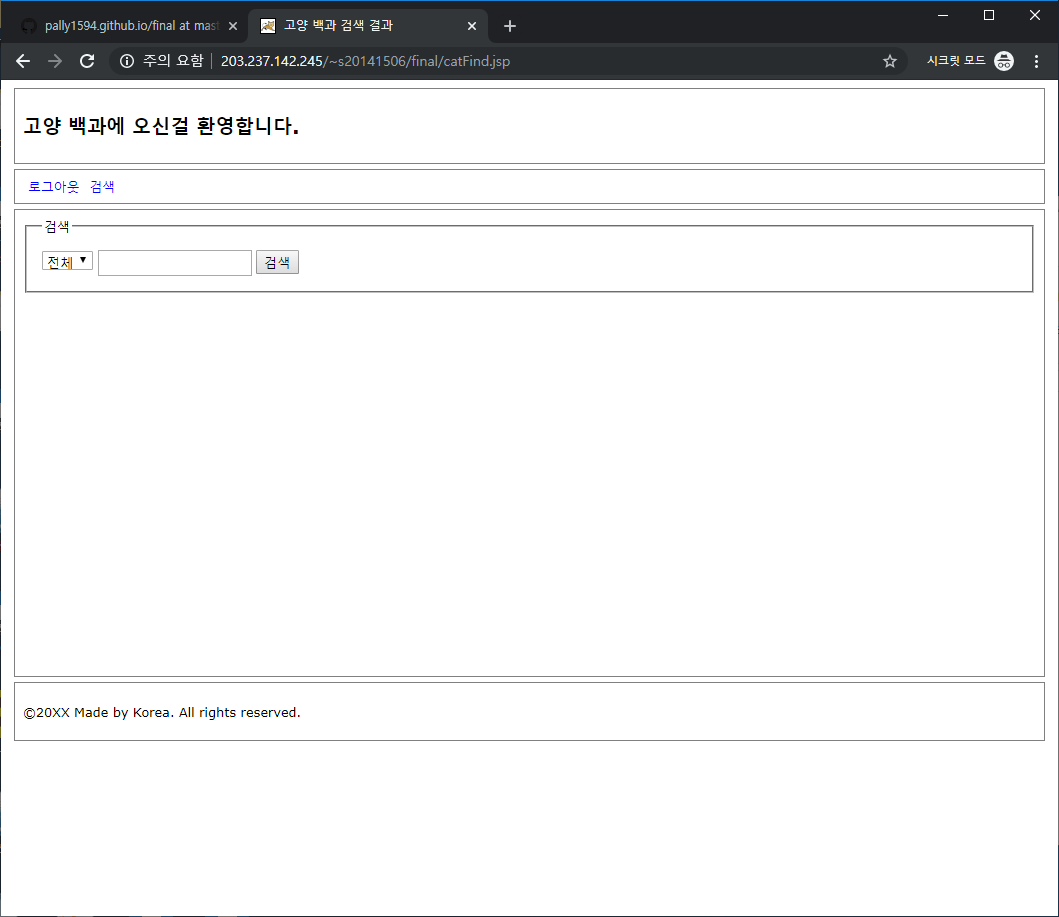 pally1594.github.io/final at mast
고양 백과 검색 결과
주의 요함 203.237.142.245/~s20141506/final/catFind.jsp
시크릿 모드
고양 백과에 오신걸 환영합니다.
로그아웃 검색
검색
전체 검색
©20XX Made by Korea. All rights reserved.